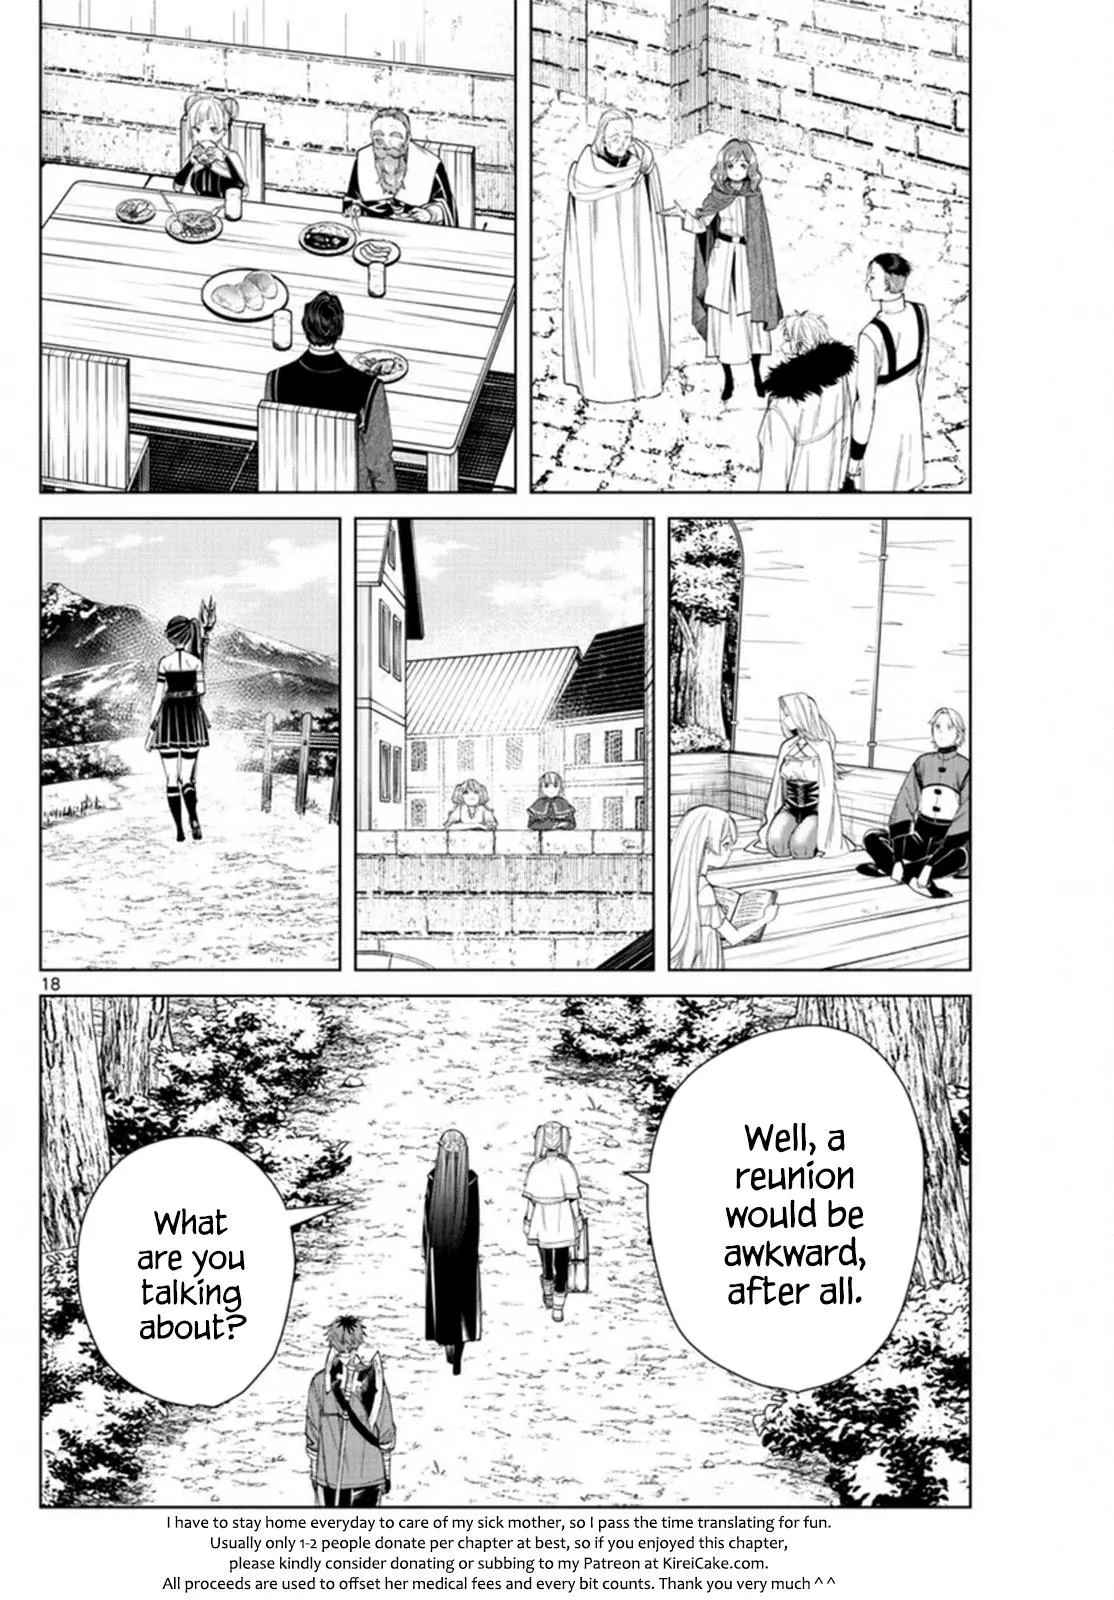 18
Well, a
reunion
would be
awkward,
after all.
What
are you
talking
about?
I have to stay home everyday to care of my sick mother, so I pass the time translating for fun.
Usually only 1-2 people donate per chapter at best, so if you enjoyed this chapter,
please kindly consider donating or subbing to my Patreon at KireiCake.com.
All proceeds are used to offset her medical fees and every bit counts. Thank you very much ^ ^